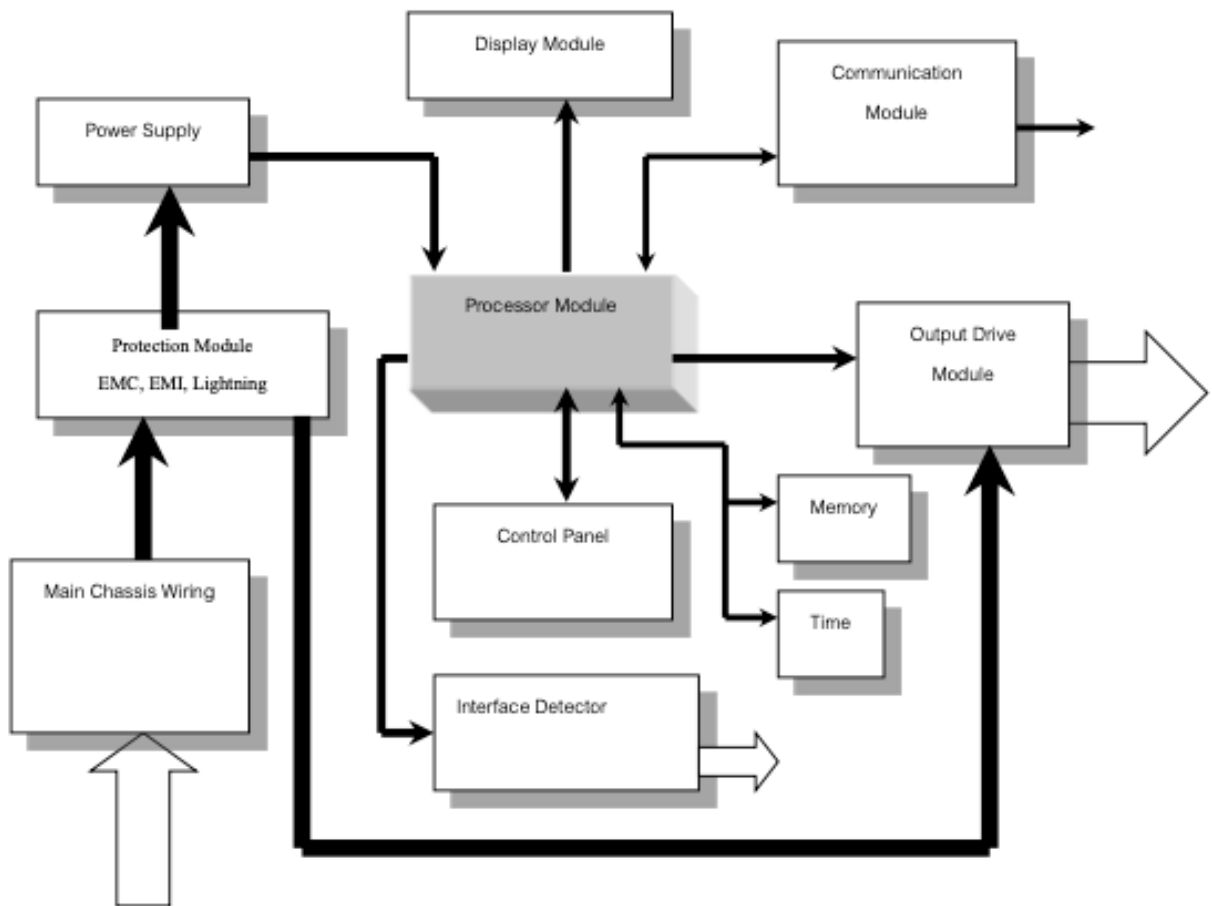 Display Module
Communication
Module
Power Supply
Processor Module
Protection Module
EMC, EMI, Lightning
Output Drive
Module
Control Panel
Memory
Main Chassis Wiring
Time
Interface Detector